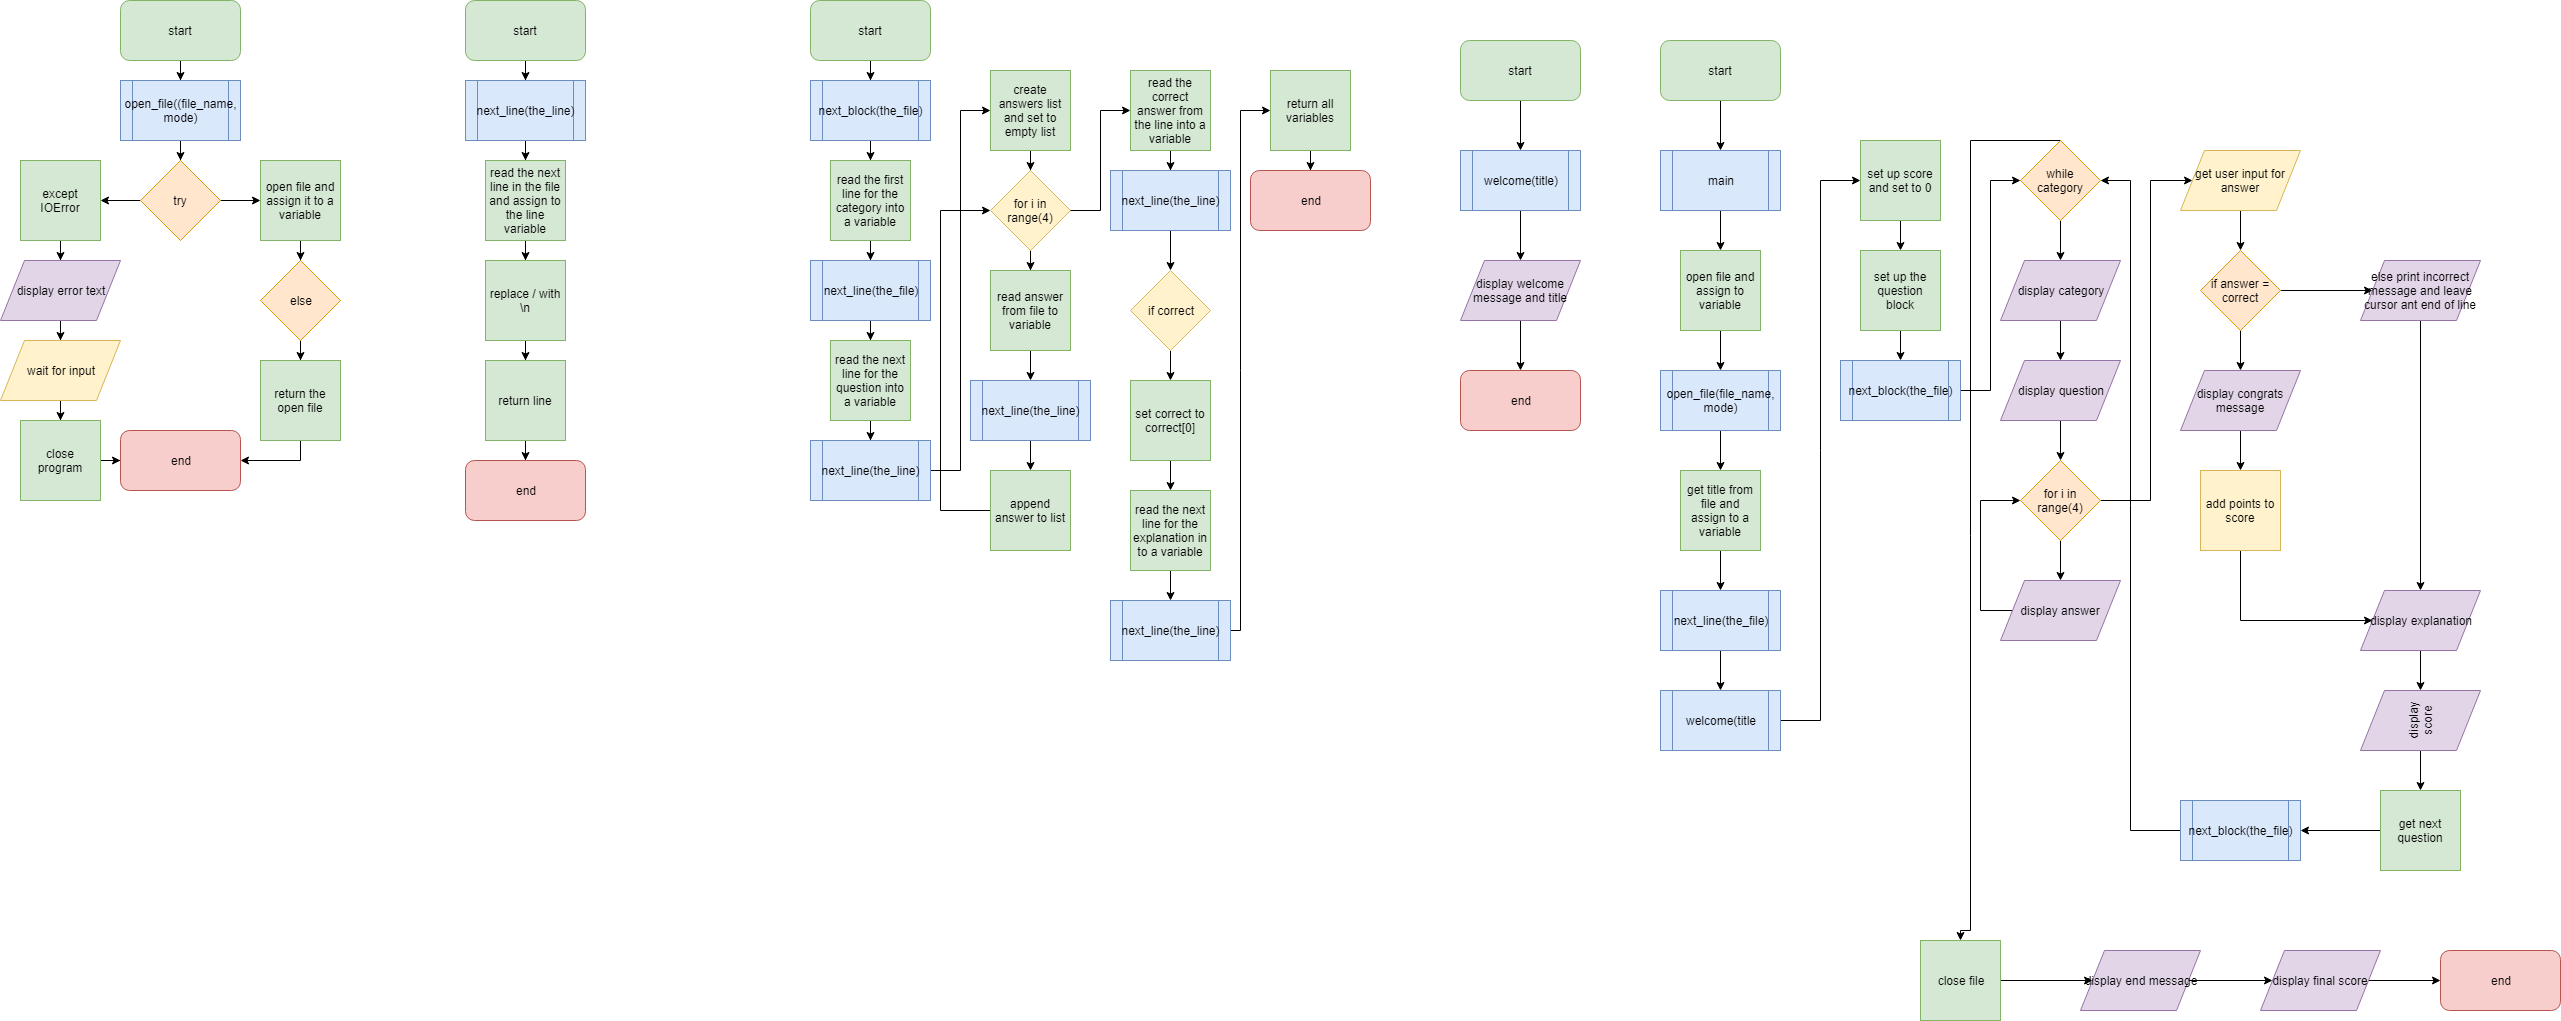 start
open_file((file_name,
mode)
try
except
IOError
display error text
wait for input
close
program
open file and
assign it to a
variable
else
return the
open file
end
start
next_line(the_line)
read the next
line in the file
and assign to
the line
variable
replace / with
\n
return line
end
start
next_block(the_file)
read the first
line for the
category into
a variable
next_line(the_file)
read the next
line for the
question into
a variable
next_line(the_line)
create
answers list
and set to
empty list
for i in
range(4)
read answer
from file to
variable
next_line(the_line)
append
answer to list
read the
correct
answer from
the line into a
variable
next_line(the_line)
if correct
set correct to
correct[0]
read the next
line for the
explanation in
to a variable
next_line(the_line)
return all
variables
end
start
welcome(title)
display welcome
message and title
end
start
main
open file and
assign to
variable
open_file(file_name,
mode)
get title from
file and
assign to a
variable
next_line(the_file)
welcome(title
set up score
and set to 0
set up the
question
block
next_block(the_file)
while
category
display category
display question
for i in
range(4)
display answer
get user input for
answer
if answer =
correct
display congrats
message
add points to
score
else print incorrect
message and leave
cursor ant end of line
display explanation
display
score
get next
question
next_block(the_file)
close file
display end message
display final score
end